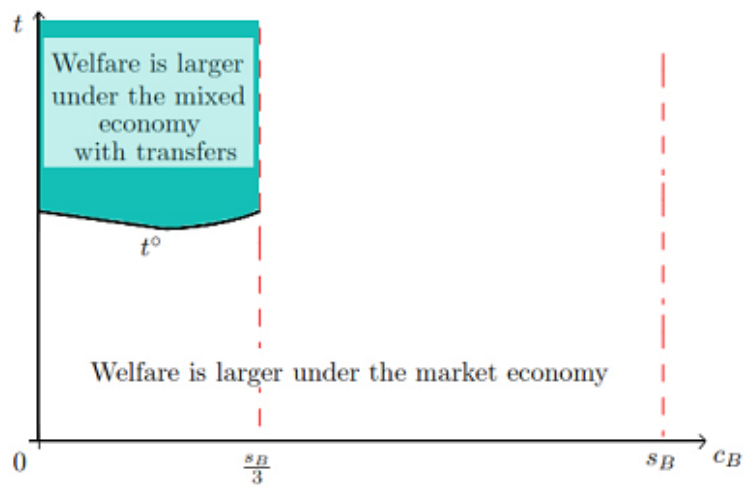 t
Welfare is larger
under the mixed
economy
with transfers
t°
Welfare is larger under the market economy
0
s_B/3
s_B
c_B